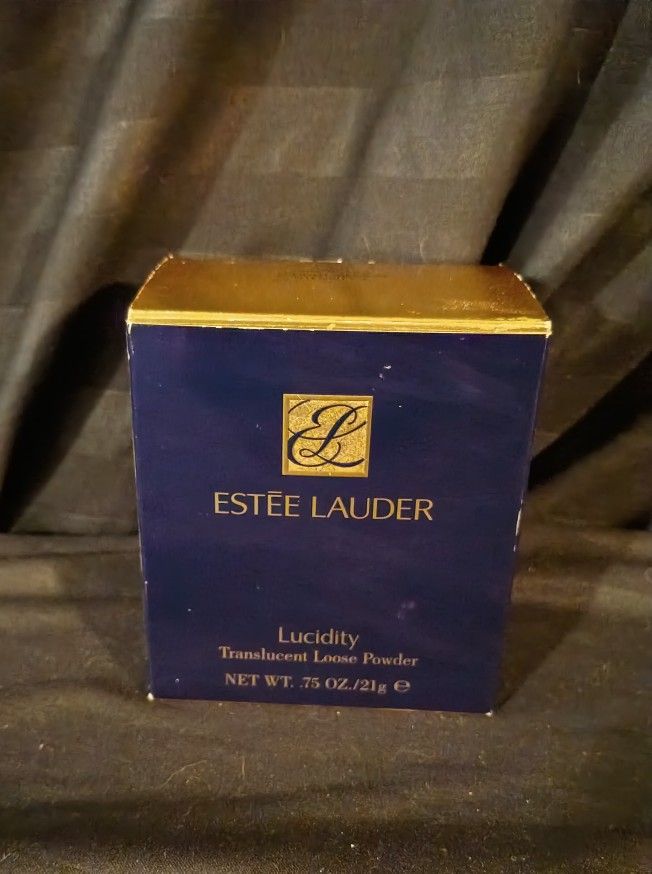 EL
ESTĒE LAUDER
Lucidity
Translucent Loose Powder
NET WT. .75 OZ./21g ℮